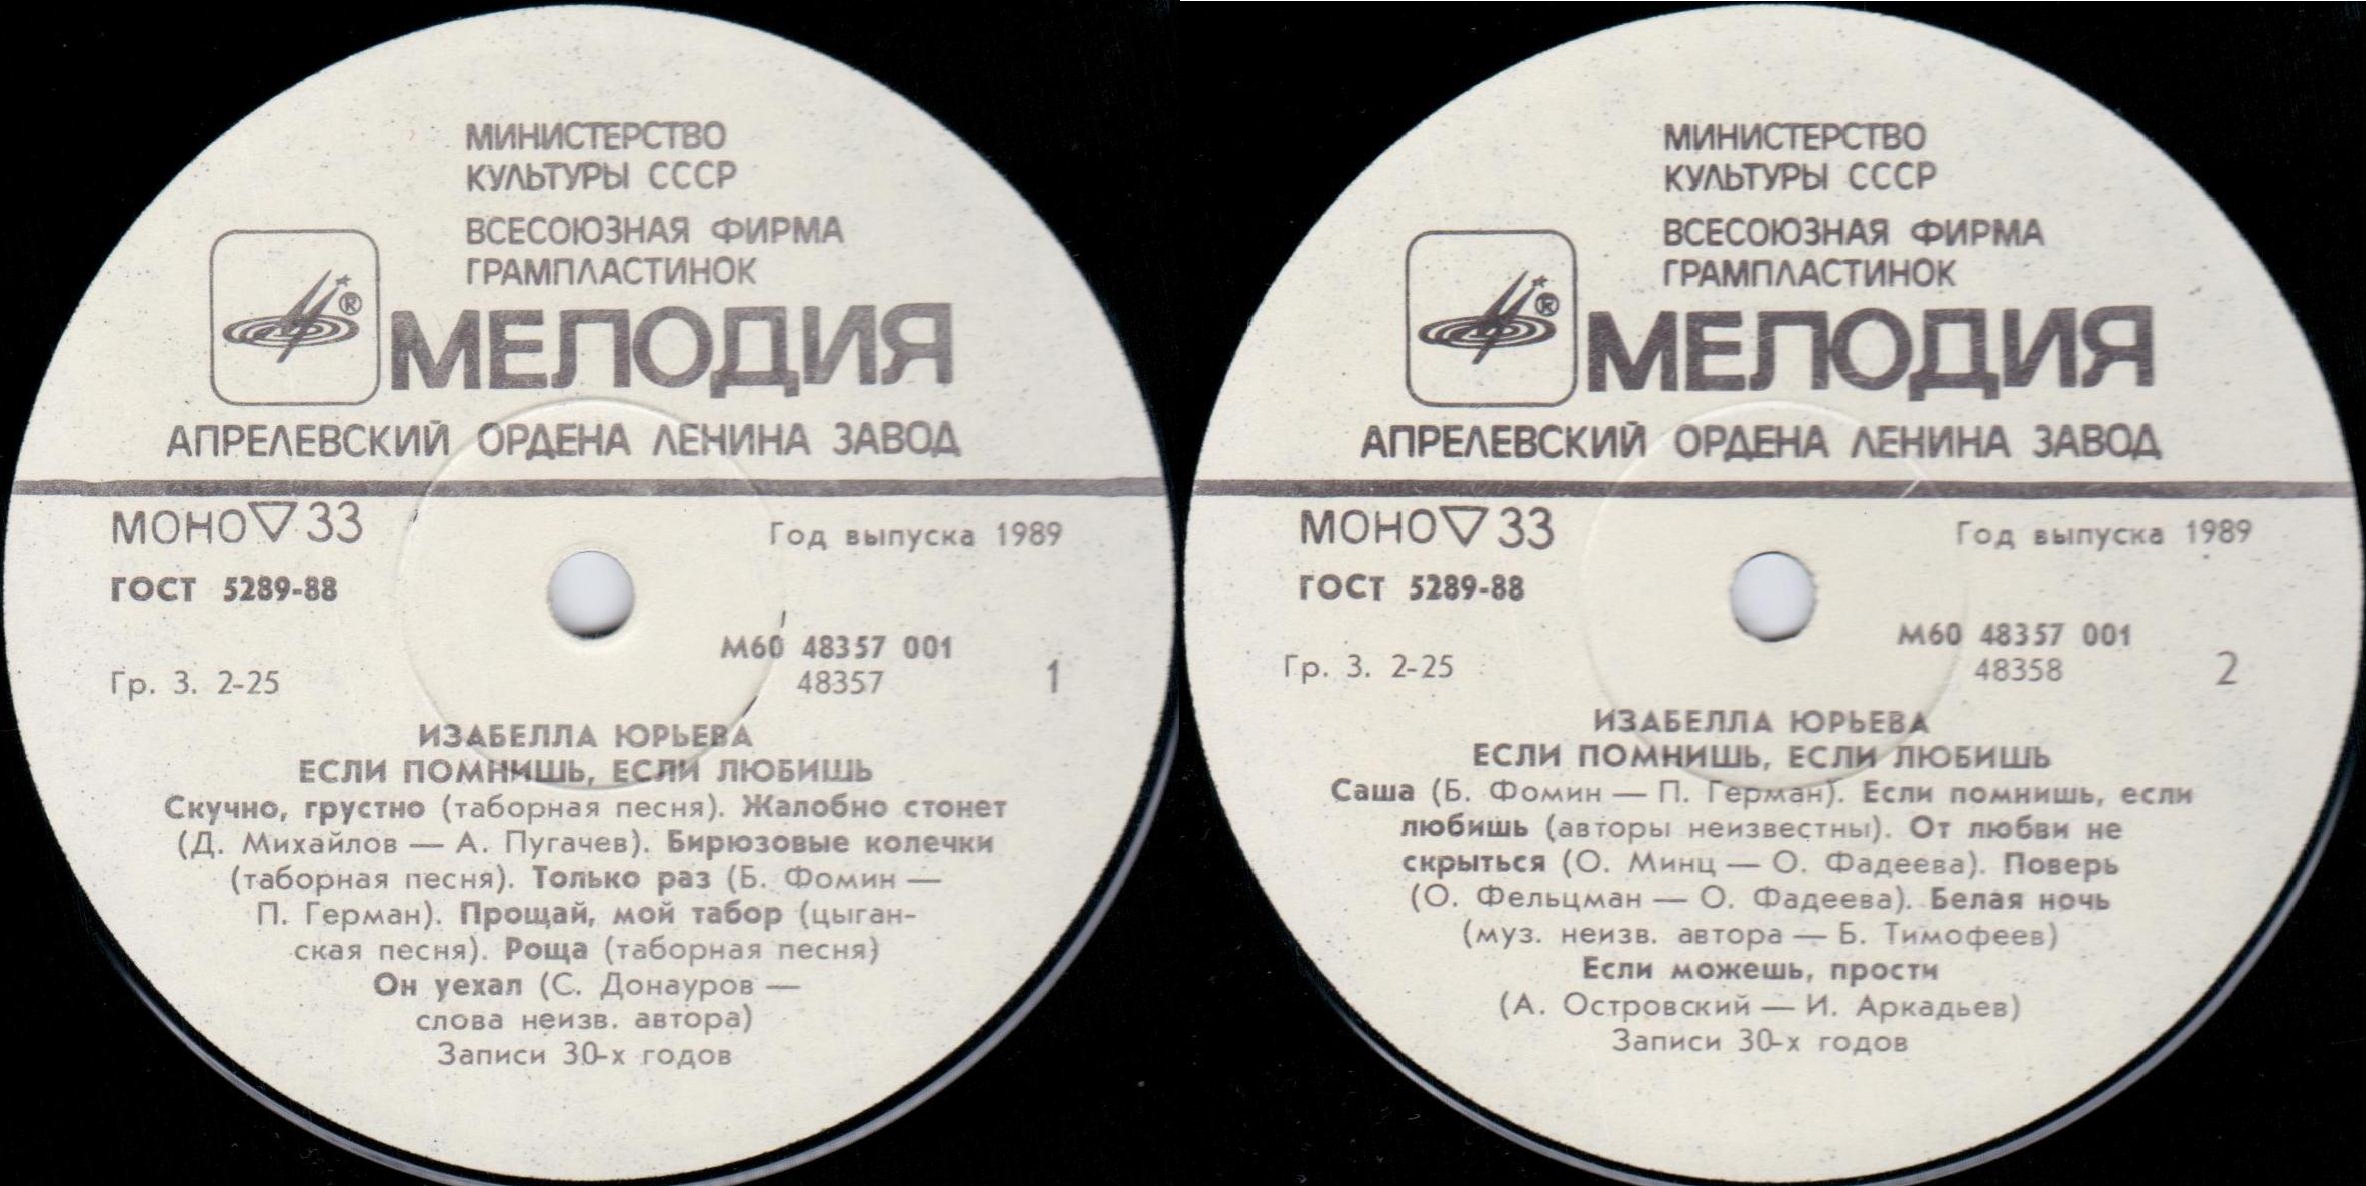 МИНИСТЕРСТВО
КУЛЬТУРЫ СССР
ВСЕСОЮЗНАЯ ФИРМА
ГРАМПЛАСТИНОК
®
МЕЛОДИЯ
АПРЕЛЕВСКИЙ ОРДЕНА ЛЕНИНА ЗАВОД
МОНО▽33
Год выпуска 1989
ГОСТ 5289-88
М60 48357 001
Гр. 3. 2-25
48357
1
ИЗАБЕЛЛА ЮРЬЕВА
ЕСЛИ ПОМНИШЬ, ЕСЛИ ЛЮБИШЬ
Скучно, грустно (таборная песня). Жалобно стонет
(Д. Михайлов — А. Пугачев). Бирюзовые колечки
(таборная песня). Только раз (Б. Фомин —
П. Герман). Прощай, мой табор (цыган-
ская песня). Роща (таборная песня)
Он уехал (С. Донауров —
слова неизв. автора)
Записи 30-х годов
МИНИСТЕРСТВО
КУЛЬТУРЫ СССР
ВСЕСОЮЗНАЯ ФИРМА
ГРАМПЛАСТИНОК
®
МЕЛОДИЯ
АПРЕЛЕВСКИЙ ОРДЕНА ЛЕНИНА ЗАВОД
МОНО▽33
Год выпуска 1989
ГОСТ 5289-88
М60 48357 001
Гр. 3. 2-25
48358
2
ИЗАБЕЛЛА ЮРЬЕВА
ЕСЛИ ПОМНИШЬ, ЕСЛИ ЛЮБИШЬ
Саша (Б. Фомин — П. Герман). Если помнишь, если
любишь (авторы неизвестны). От любви не
скрыться (О. Минц — О. Фадеева). Поверь
(О. Фельцман — О. Фадеева). Белая ночь
(муз. неизв. автора — Б. Тимофеев)
Если можешь, прости
(А. Островский — И. Аркадьев)
Записи 30-х годов